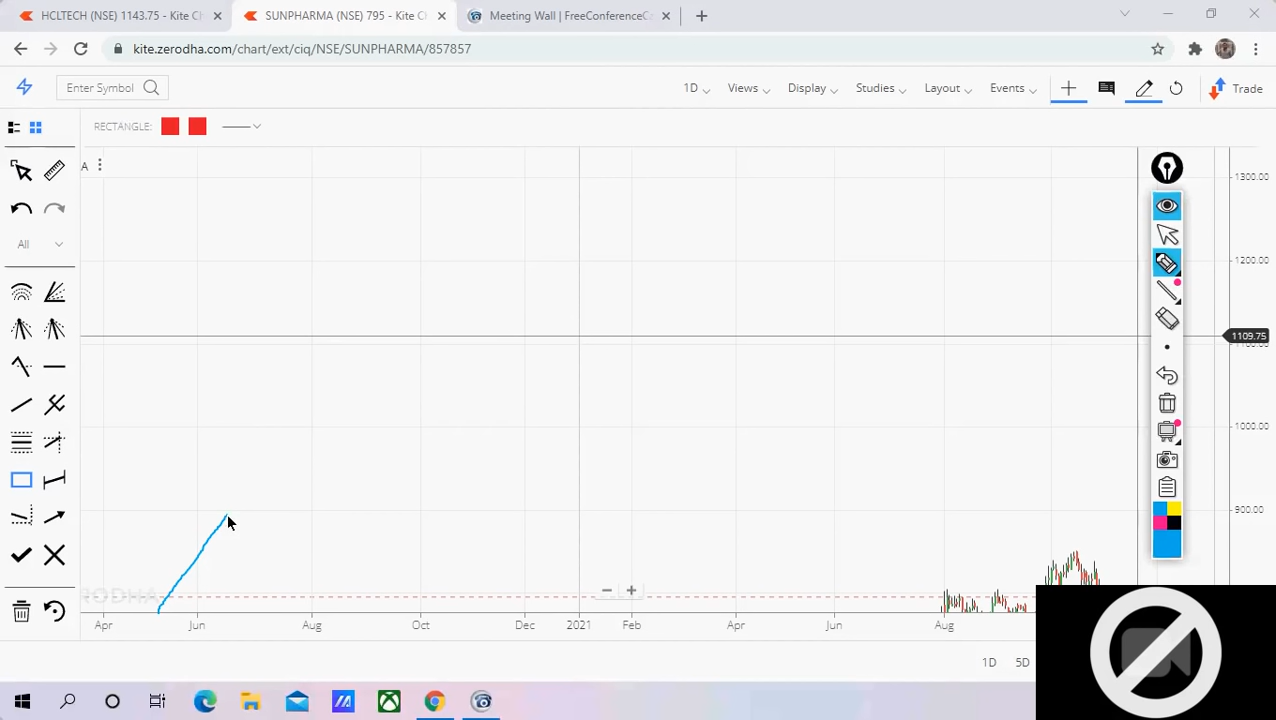 HCLTECH (NSE) 1143.75 - Kite C
SUNPHARMA (NSE) 795 - Kite C
Meeting Wall | FreeConferenceCa
kite.zerodha.com/chart/ext/ciq/NSE/SUNPHARMA/857857
Enter Symbol
1D Views Display Studies Layout Events Trade
RECTANGLE:
A
1300.00
All
1200.00
1109.75
1000.00
900.00
RODHA
Apr Jun Aug Oct Dec 2021 Feb Apr Jun Aug
1D 5D